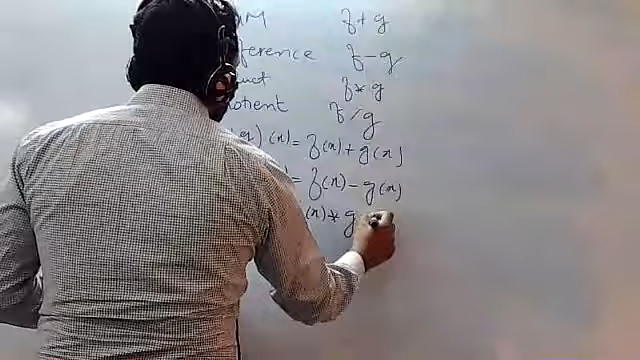 f + g
ference f - g
uct f * g
otient f / g
g) (x) = f(x) + g(x)
= f(x) - g(x)
(x) * g